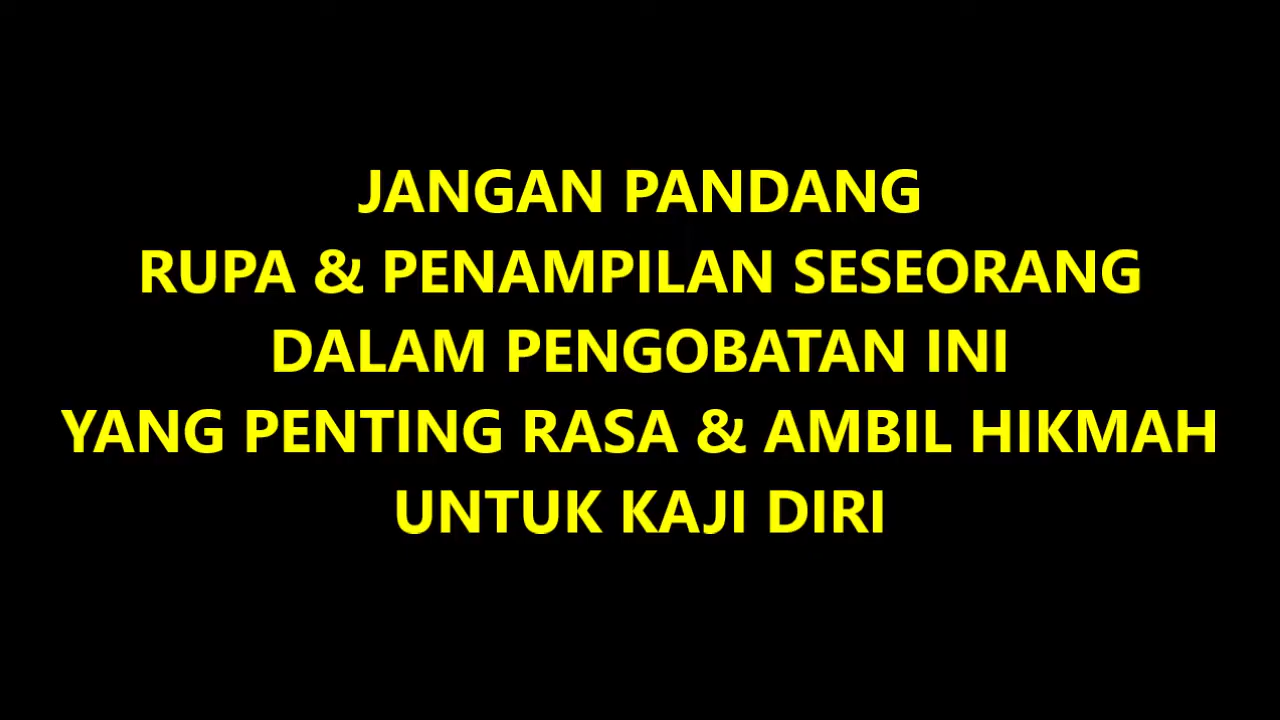 JANGAN PANDANG
RUPA & PENAMPILAN SESEORANG
DALAM PENGOBATAN INI
YANG PENTING RASA & AMBIL HIKMAH
UNTUK KAJI DIRI